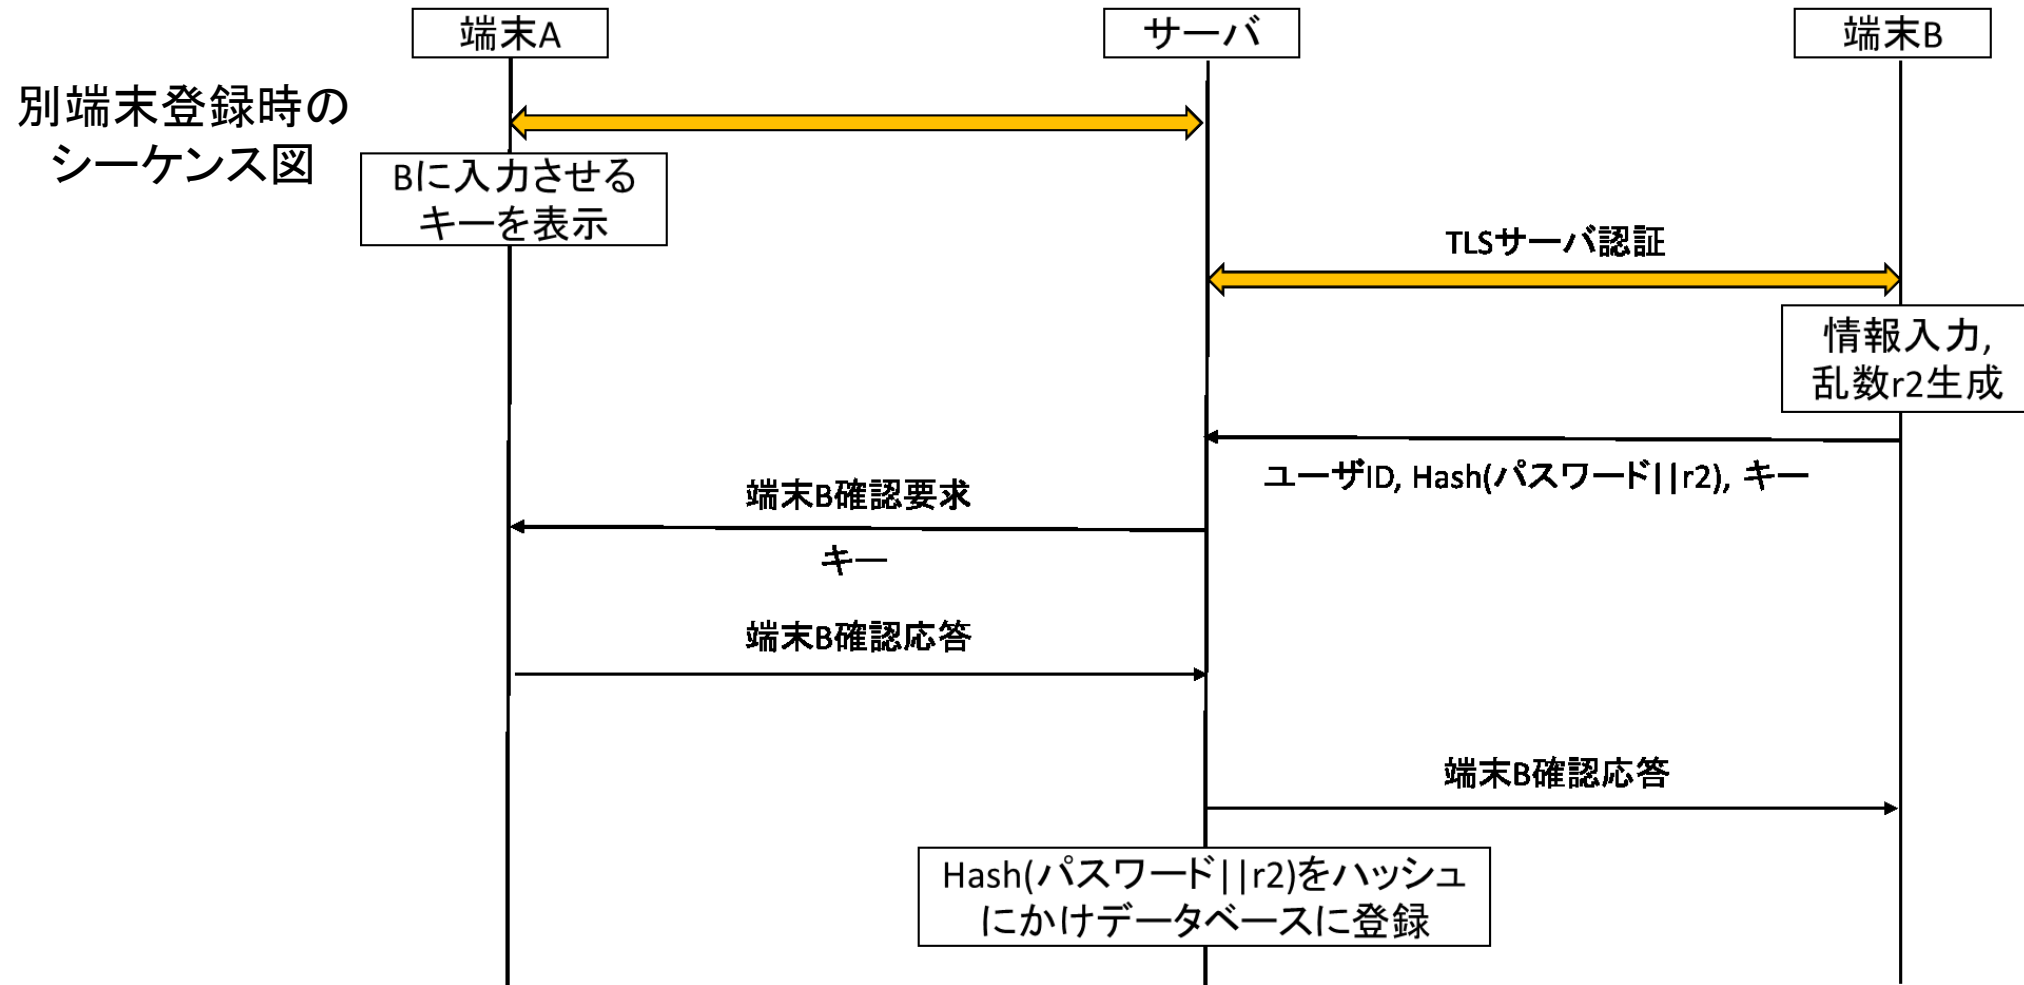 端末A
サーバ
端末B
別端末登録時の
シーケンス図
Bに入力させる
キーを表示
TLSサーバ認証
情報入力,
乱数r2生成
ユーザID, Hash(パスワード||r2), キー
端末B確認要求
キー
端末B確認応答
端末B確認応答
Hash(パスワード||r2)をハッシュ
にかけデータベースに登録